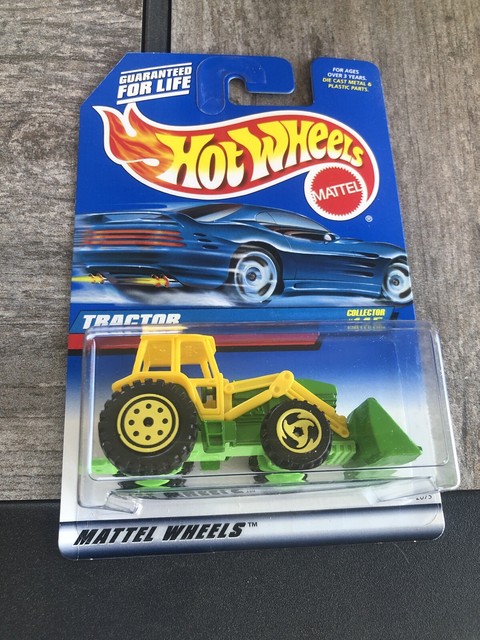 GUARANTEED
FOR LIFE
FOR AGES
OVER 3 YEARS.
DIE CAST METAL &
PLASTIC PARTS.
HOT WHEELS
MATTEL
®
TRACTOR
COLLECTOR
MATTEL WHEELS™